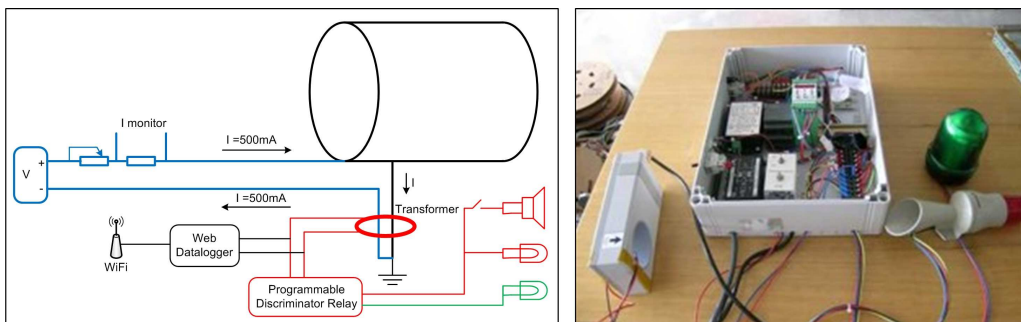 I monitor
I =500mA
+
V
-
I
I =500mA
Transformer
WiFi
Web
Datalogger
Programmable
Discriminator Relay